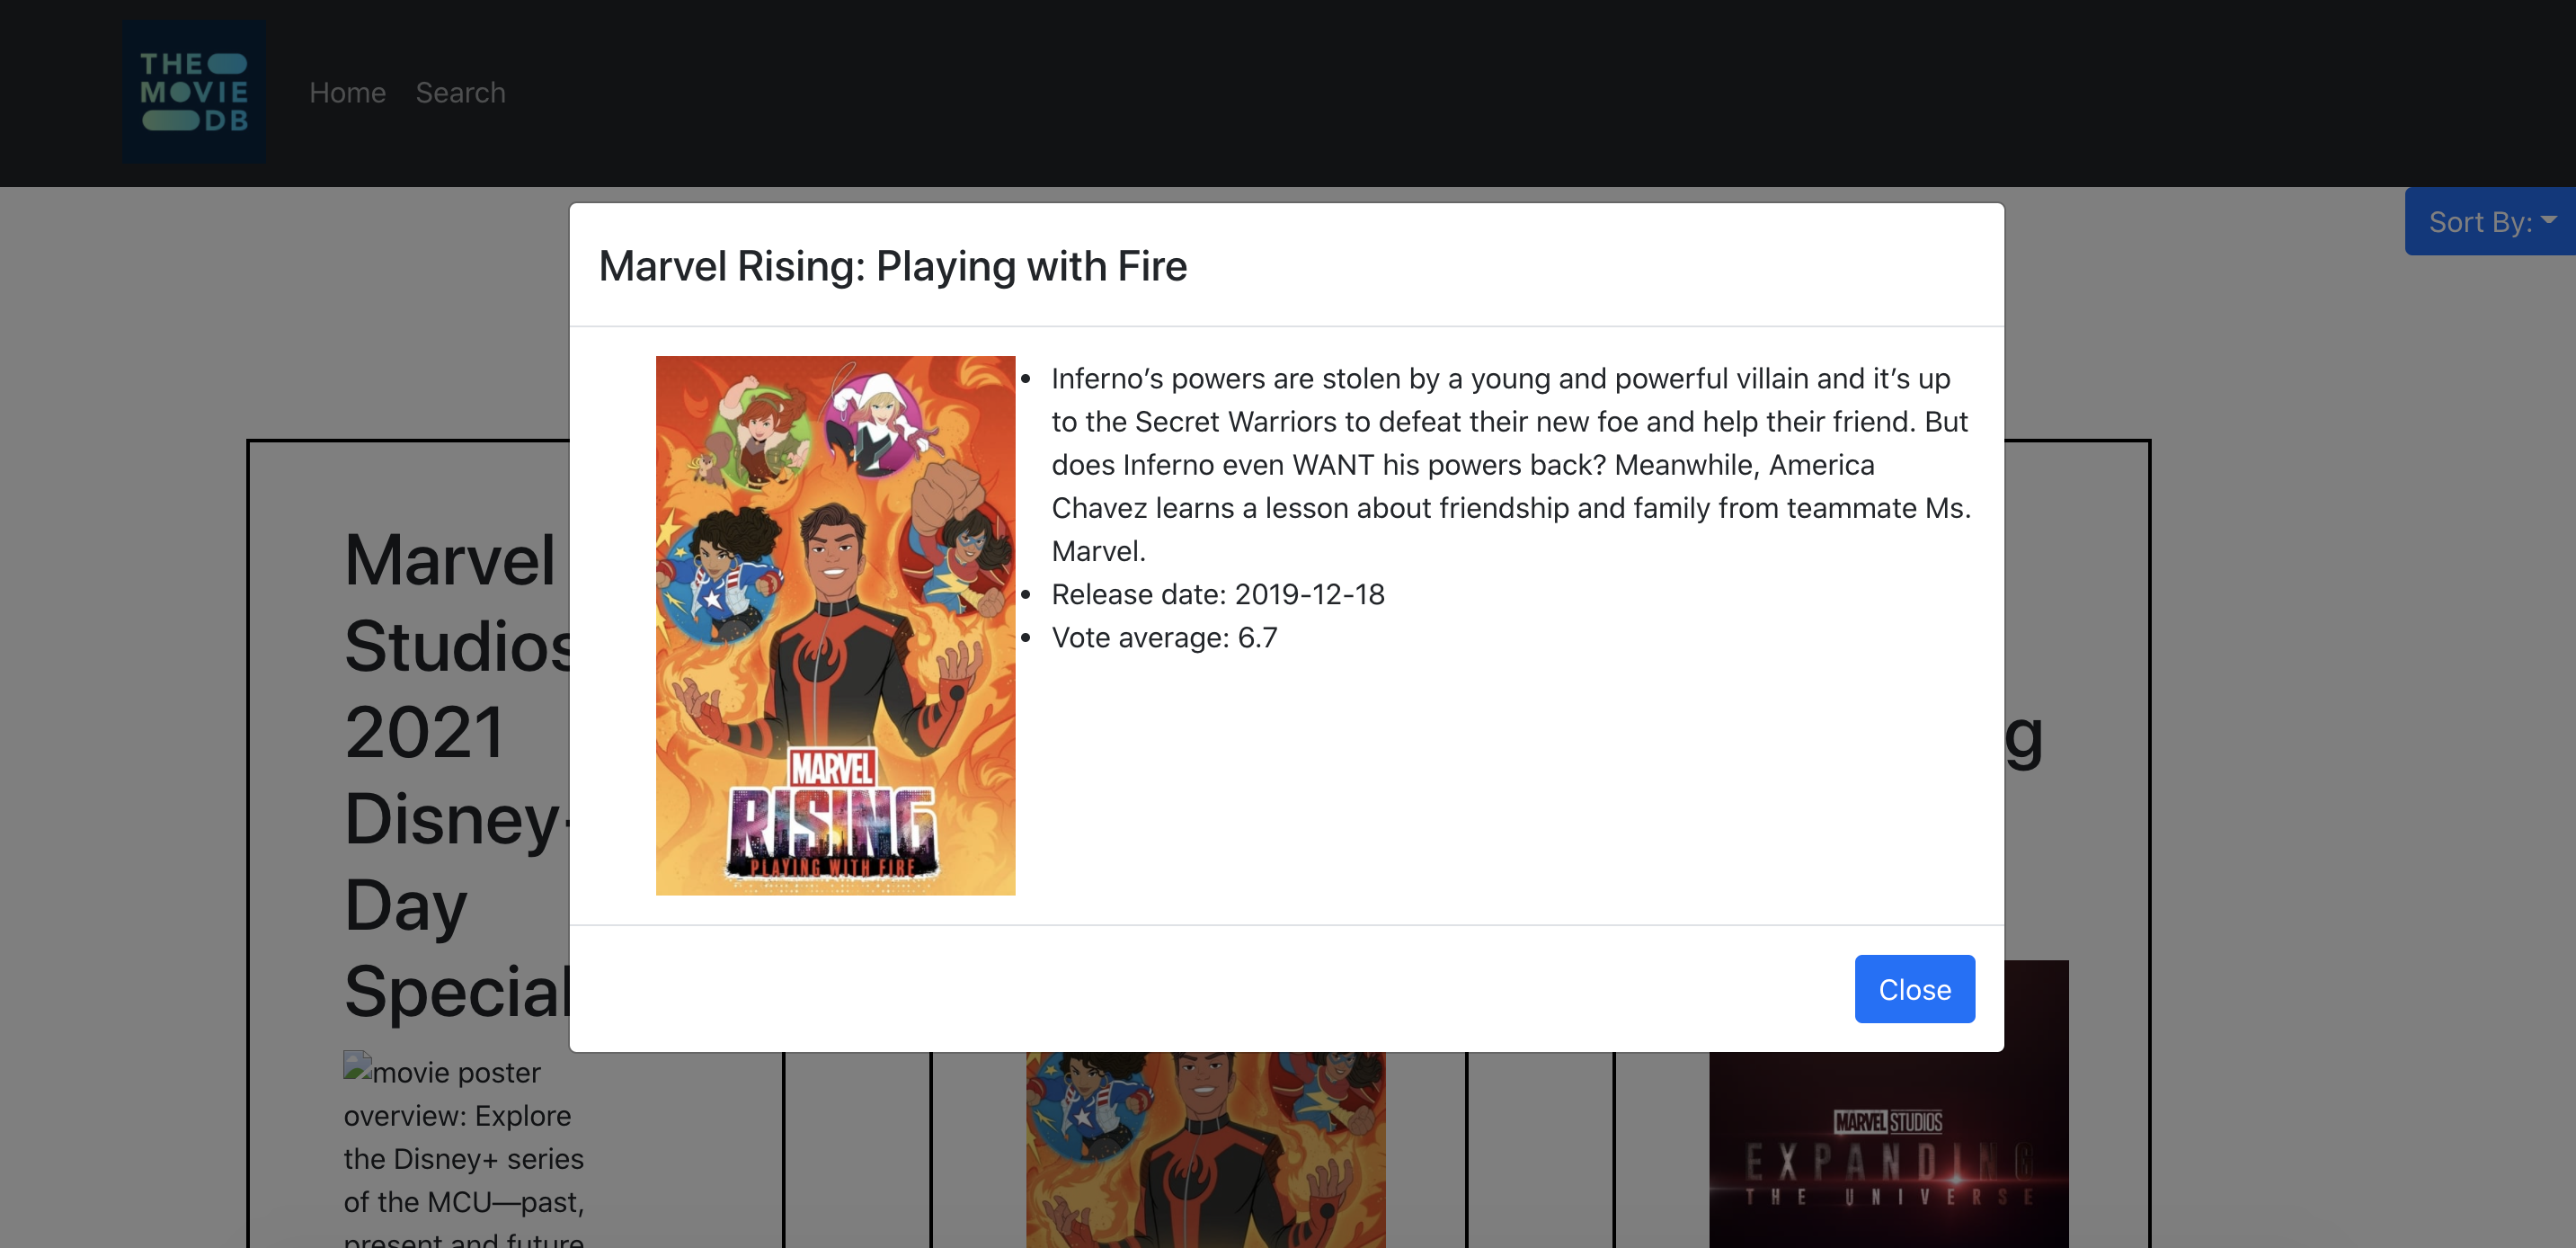 THE
MOVIE
DB
Home Search
Sort By:
Marvel Rising: Playing with Fire
Inferno’s powers are stolen by a young and powerful villain and it’s up
to the Secret Warriors to defeat their new foe and help their friend. But
does Inferno even WANT his powers back? Meanwhile, America
Chavez learns a lesson about friendship and family from teammate Ms.
Marvel.
Release date: 2019-12-18
Vote average: 6.7
MARVEL
RISING
PLAYING WITH FIRE
Close
Marvel
Studios
2021
Disney
Day
Special
movie poster
overview: Explore
the Disney+ series
of the MCU—past,
present and future
g
MARVEL STUDIOS
EXPANDING
THE UNIVERSE